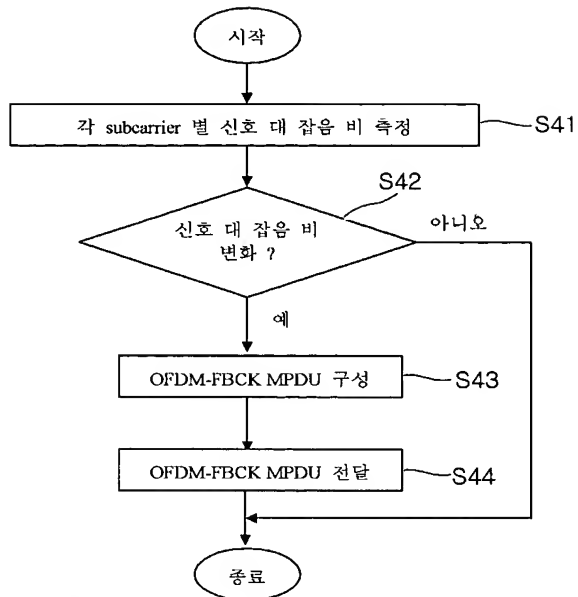 시작
각 subcarrier 별 신호 대 잡음 비 측정
S41
S42
신호 대 잡음 비
변화 ?
아니오
예
OFDM-FBCK MPDU 구성
S43
OFDM-FBCK MPDU 전달
S44
종료